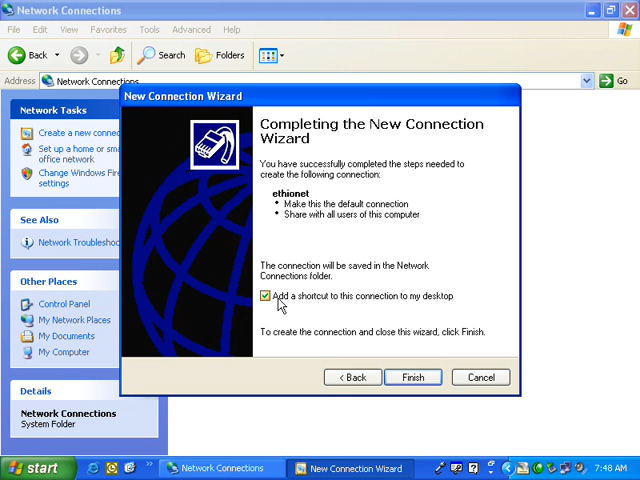 Network Connections
File Edit View Favorites Tools Advanced Help
Back Search Folders
Address Network Connections Go
Network Tasks
Create a new connec
Set up a home or sma
office network
Change Windows Fire
settings
See Also
Network Troubleshoo
Other Places
Control Panel
My Network Places
My Documents
My Computer
Details
Network Connections
System Folder
New Connection Wizard
Completing the New Connection
Wizard
You have successfully completed the steps needed to
create the following connection:
ethionet
• Make this the default connection
• Share with all users of this computer
The connection will be saved in the Network
Connections folder.
Add a shortcut to this connection to my desktop
To create the connection and close this wizard, click Finish.
< Back Finish Cancel
start » Network Connections New Connection Wizard 7:48 AM